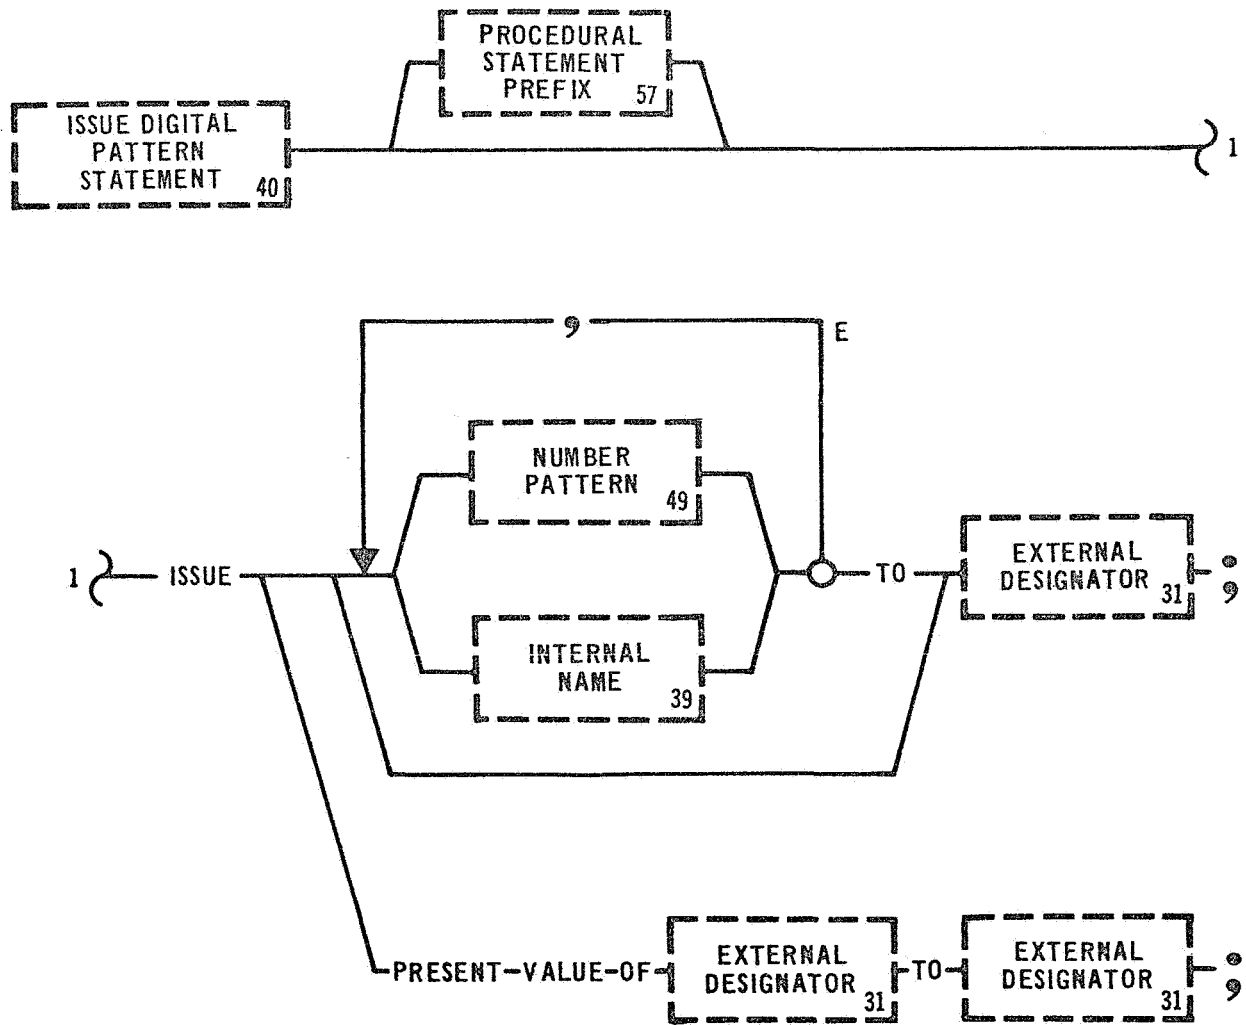 PROCEDURAL
STATEMENT
PREFIX 57
ISSUE DIGITAL
PATTERN
STATEMENT 40
1
, E
NUMBER
PATTERN 49
1 ISSUE TO
EXTERNAL
DESIGNATOR 31 ;
INTERNAL
NAME 39
PRESENT-VALUE-OF
EXTERNAL
DESIGNATOR 31
TO
EXTERNAL
DESIGNATOR 31 ;